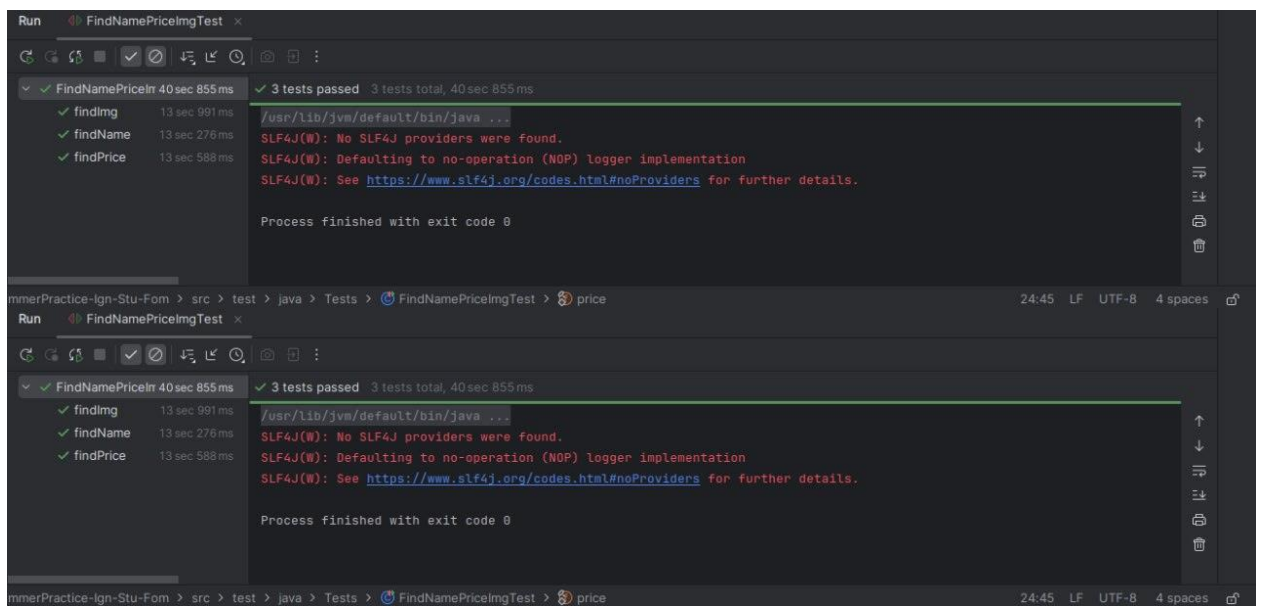 Run FindNamePriceImgTest ×
FindNamePriceIm 40 sec 855 ms ✓ 3 tests passed 3 tests total, 40 sec 855 ms
findImg 13 sec 991 ms
/usr/lib/jvm/default/bin/java ...
findName 13 sec 276 ms
SLF4J(W): No SLF4J providers were found.
findPrice 13 sec 588 ms
SLF4J(W): Defaulting to no-operation (NOP) logger implementation
SLF4J(W): See https://www.slf4j.org/codes.html#noProviders for further details.
Process finished with exit code 0
mmerPractice-Ign-Stu-Fom > src > test > java > Tests > FindNamePriceImgTest > price 24:45 LF UTF-8 4 spaces
Run FindNamePriceImgTest ×
FindNamePriceIm 40 sec 855 ms ✓ 3 tests passed 3 tests total, 40 sec 855 ms
findImg 13 sec 991 ms
/usr/lib/jvm/default/bin/java ...
findName 13 sec 276 ms
SLF4J(W): No SLF4J providers were found.
findPrice 13 sec 588 ms
SLF4J(W): Defaulting to no-operation (NOP) logger implementation
SLF4J(W): See https://www.slf4j.org/codes.html#noProviders for further details.
Process finished with exit code 0
mmerPractice-Ign-Stu-Fom > src > test > java > Tests > FindNamePriceImgTest > price 24:45 LF UTF-8 4 spaces